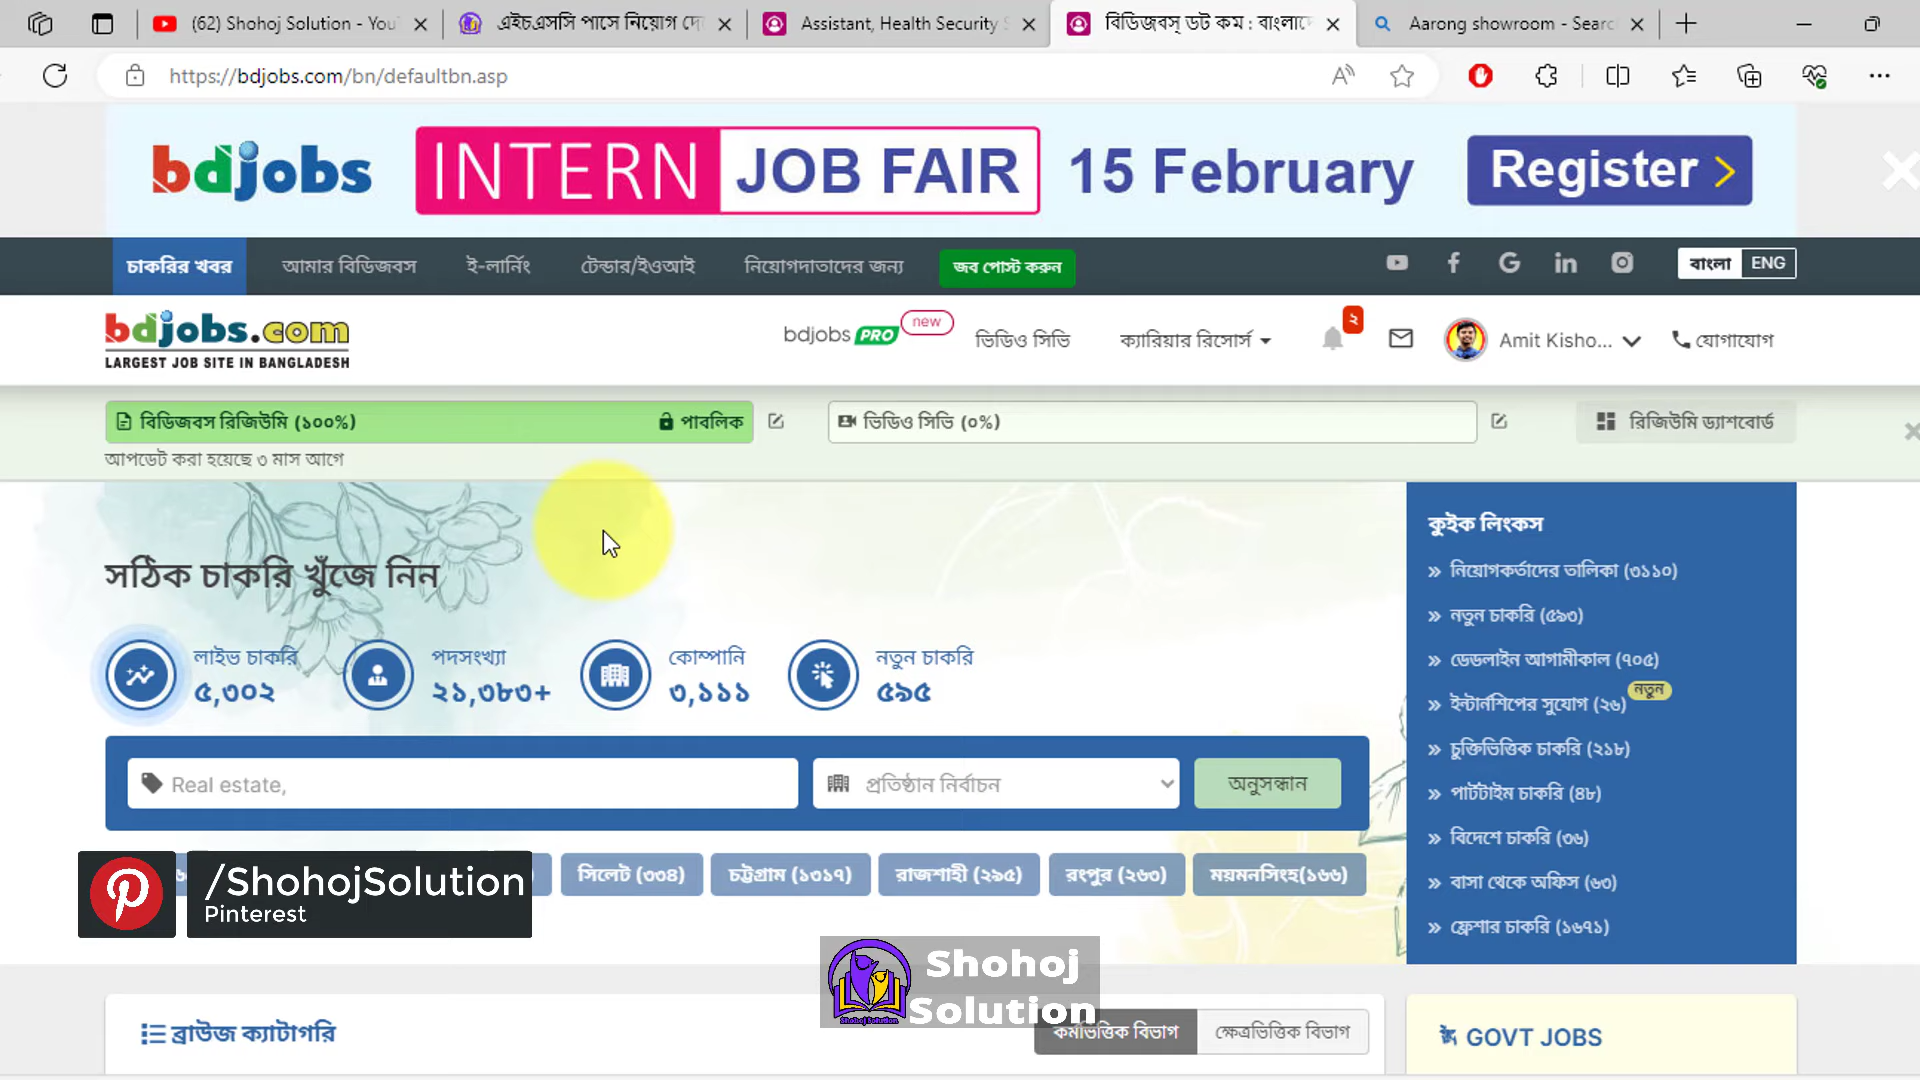 (62) Shohoj Solution - You
এইচএসসি পাসে নিয়োগ দে
Assistant, Health Security S
বিডিজবস্ ডট কম : বাংলাদে
Aarong showroom - Searc
https://bdjobs.com/bn/defaultbn.asp
bdjobs INTERN JOB FAIR 15 February Register >
চাকরির খবর আমার বিডিজবস ই-লার্নিং টেন্ডার/ইওআই নিয়োগদাতাদের জন্য জব পোস্ট করুন বাংলা ENG
bdjobs.com
LARGEST JOB SITE IN BANGLADESH
bdjobs PRO new ভিডিও সিভি ক্যারিয়ার রিসোর্স ২ Amit Kisho... যোগাযোগ
বিডিজবস রিজিউমি (১০০%) পাবলিক ভিডিও সিভি (০%) রিজিউমি ড্যাশবোর্ড
আপডেট করা হয়েছে ৩ মাস আগে
সঠিক চাকরি খুঁজে নিন
লাইভ চাকরি
৫,৩০২
পদসংখ্যা
২১,৩৮৩+
কোম্পানি
৩,১১১
নতুন চাকরি
৫৯৫
Real estate, প্রতিষ্ঠান নির্বাচন অনুসন্ধান
সিলেট (৩৩৪) চট্টগ্রাম (১৩১৭) রাজশাহী (২৯৫) রংপুর (২৬৩) ময়মনসিংহ(১৬৬)
/ShohojSolution
Pinterest
কুইক লিংকস
» নিয়োগকর্তাদের তালিকা (৩১১০)
» নতুন চাকরি (৫৯৩)
» ডেডলাইন আগামীকাল (৭০৫)
» ইন্টার্নশিপের সুযোগ (২৬) নতুন
» চুক্তিভিত্তিক চাকরি (২১৮)
» পার্টটাইম চাকরি (৪৮)
» বিদেশে চাকরি (৩৬)
» বাসা থেকে অফিস (৬৩)
» ফ্রেশার চাকরি (১৬৭১)
Shohoj
Solution
ব্রাউজ ক্যাটাগরি কর্মভিত্তিক বিভাগ ক্ষেত্রভিত্তিক বিভাগ
GOVT JOBS